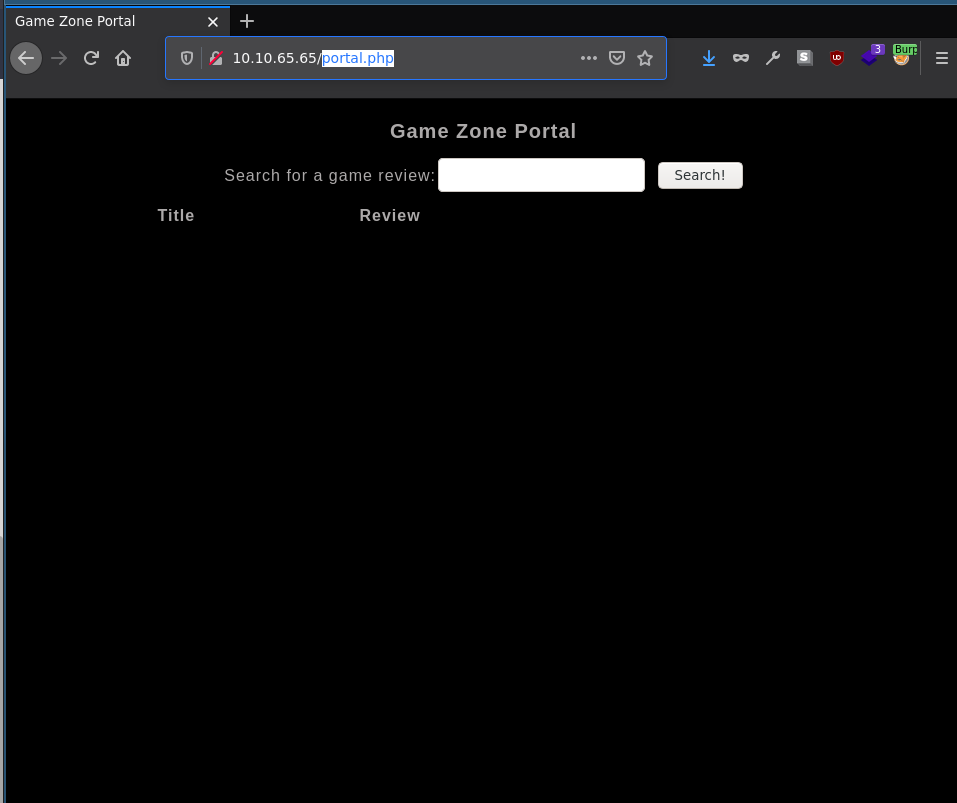 Game Zone Portal
10.10.65.65/portal.php
S
UD
3
Burp
Game Zone Portal
Search for a game review:
Search!
Title Review